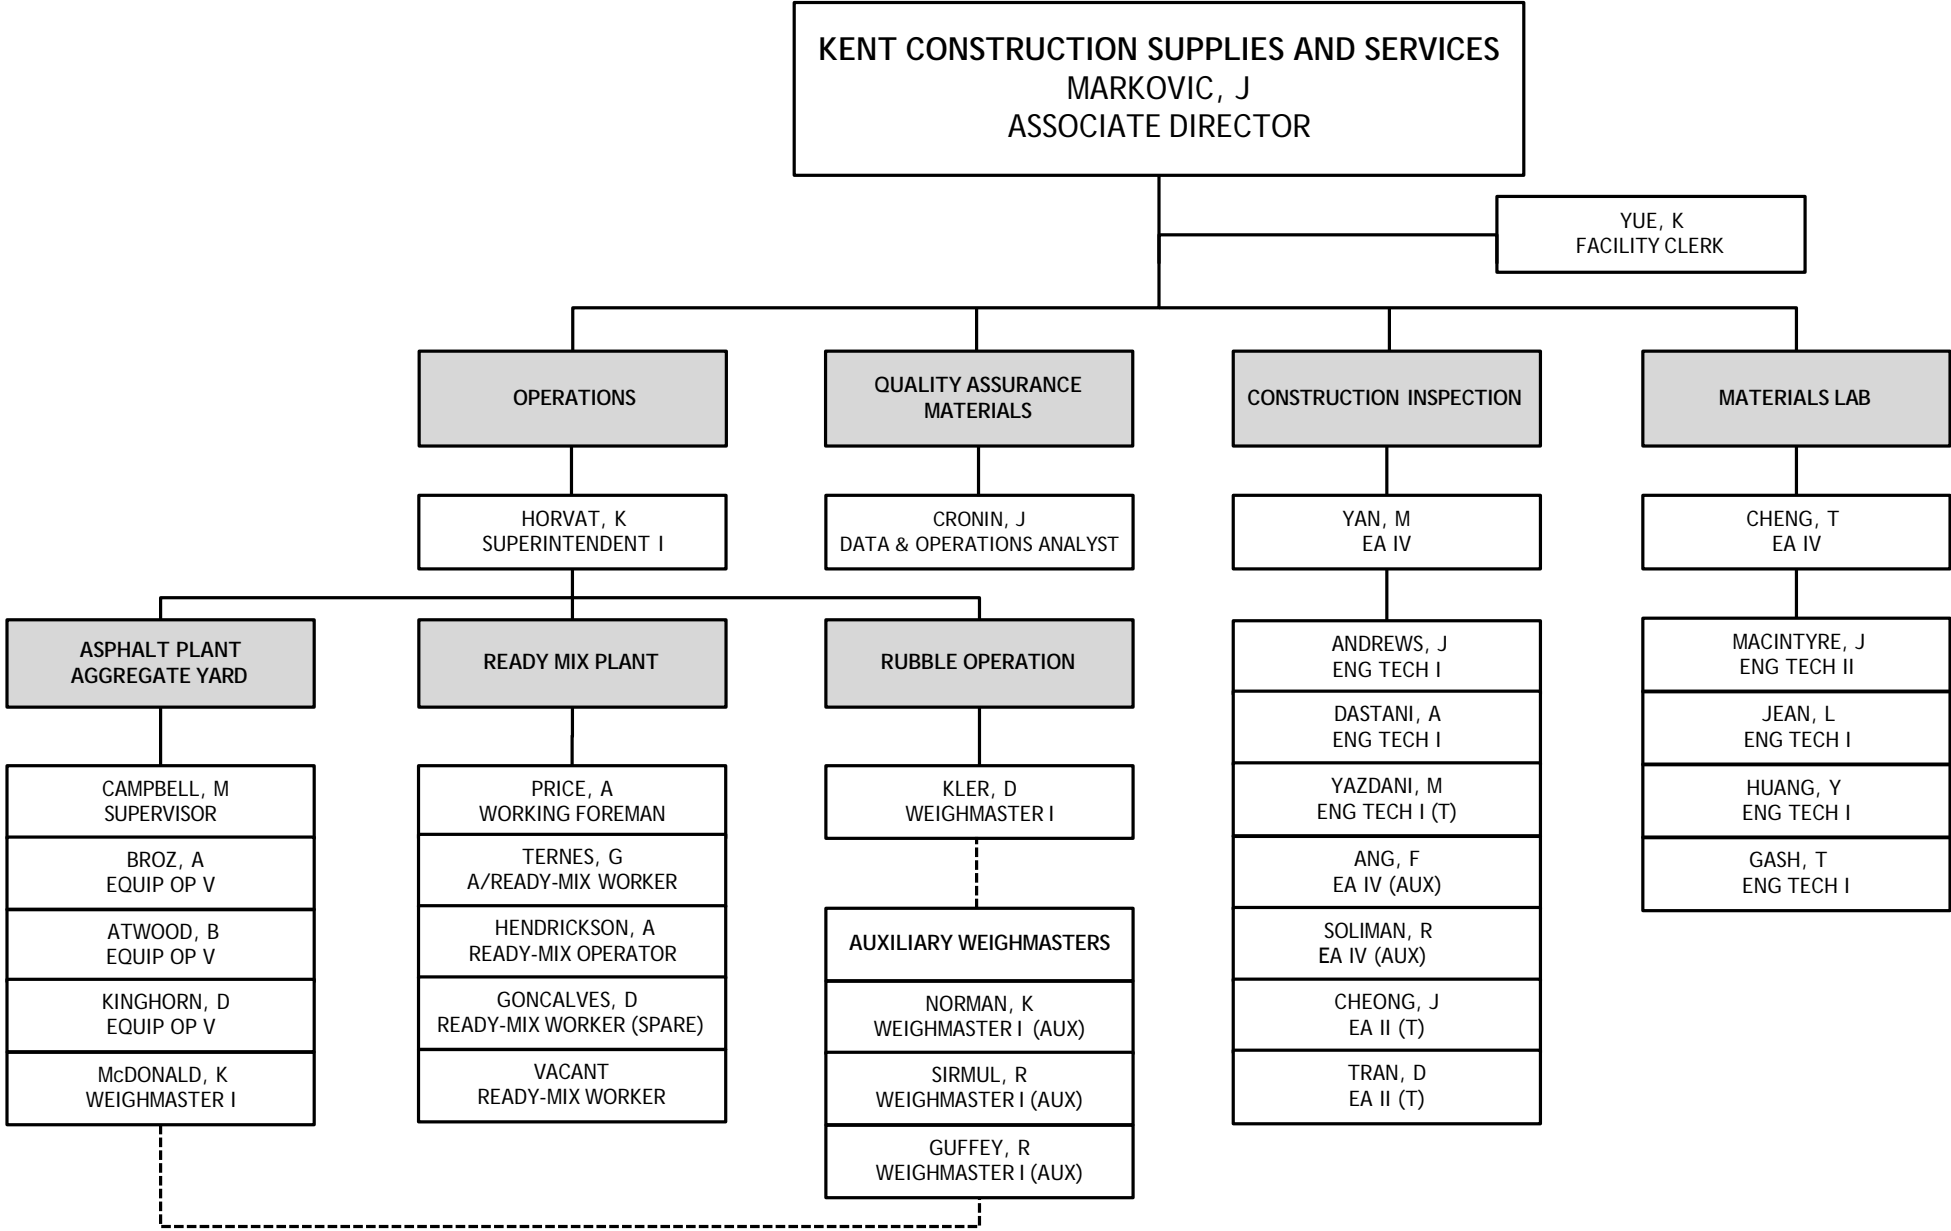 KENT CONSTRUCTION SUPPLIES AND SERVICES
MARKOVIC, J
ASSOCIATE DIRECTOR
YUE, K
FACILITY CLERK
OPERATIONS
HORVAT, K
SUPERINTENDENT I
QUALITY ASSURANCE
MATERIALS
CRONIN, J
DATA & OPERATIONS ANALYST
CONSTRUCTION INSPECTION
YAN, M
EA IV
MATERIALS LAB
CHENG, T
EA IV
ASPHALT PLANT
AGGREGATE YARD
CAMPBELL, M
SUPERVISOR
BROZ, A
EQUIP OP V
ATWOOD, B
EQUIP OP V
KINGHORN, D
EQUIP OP V
McDONALD, K
WEIGHMASTER I
READY MIX PLANT
PRICE, A
WORKING FOREMAN
TERNES, G
A/READY-MIX WORKER
HENDRICKSON, A
READY-MIX OPERATOR
GONCALVES, D
READY-MIX WORKER (SPARE)
VACANT
READY-MIX WORKER
RUBBLE OPERATION
KLER, D
WEIGHMASTER I
AUXILIARY WEIGHMASTERS
NORMAN, K
WEIGHMASTER I (AUX)
SIRMUL, R
WEIGHMASTER I (AUX)
GUFFEY, R
WEIGHMASTER I (AUX)
ANDREWS, J
ENG TECH I
DASTANI, A
ENG TECH I
YAZDANI, M
ENG TECH I (T)
ANG, F
EA IV (AUX)
SOLIMAN, R
EA IV (AUX)
CHEONG, J
EA II (T)
TRAN, D
EA II (T)
MACINTYRE, J
ENG TECH II
JEAN, L
ENG TECH I
HUANG, Y
ENG TECH I
GASH, T
ENG TECH I